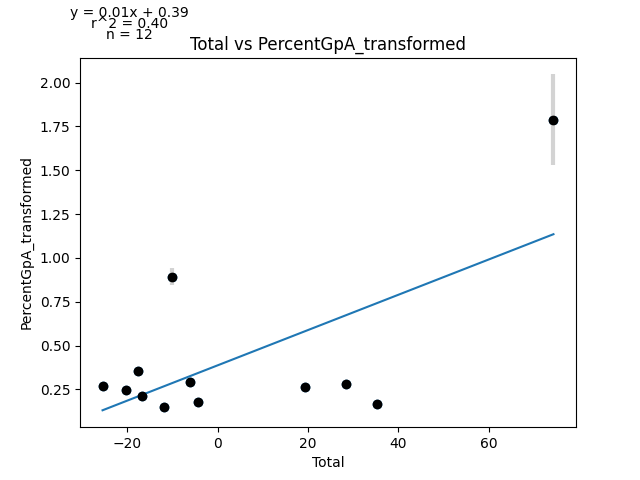 y = 0.01x + 0.39
r^2 = 0.40
n = 12
Total vs PercentGpA_transformed
PercentGpA_transformed
2.00
1.75
1.50
1.25
1.00
0.75
0.50
0.25
−20
0
20
40
60
Total